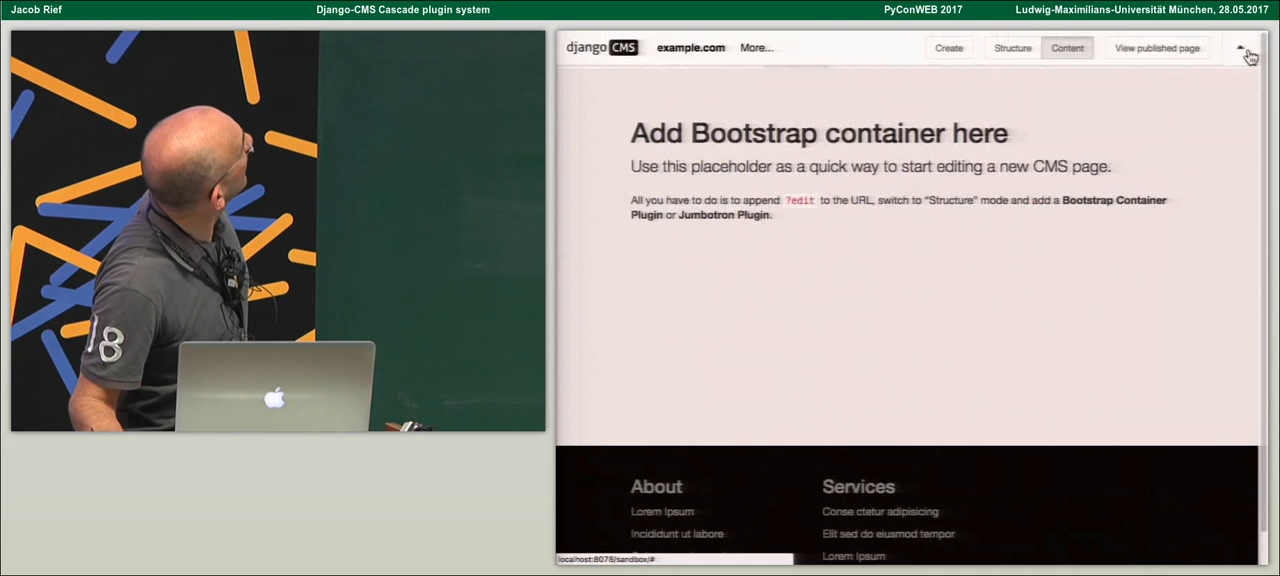 Jacob Rief Django-CMS Cascade plugin system PyConWEB 2017 Ludwig-Maximilians-Universität München, 28.05.2017
django CMS example.com More... Create Structure Content View published page
Add Bootstrap container here
Use this placeholder as a quick way to start editing a new CMS page.
All you have to do is to append ?edit to the URL, switch to "Structure" mode and add a Bootstrap Container
Plugin or Jumbotron Plugin.
18
About Services
Lorem Ipsum Conse ctetur adipisicing
Incididunt ut labore Elit sed do eiusmod tempor
localhost:8078/sandbox/# Lorem Ipsum